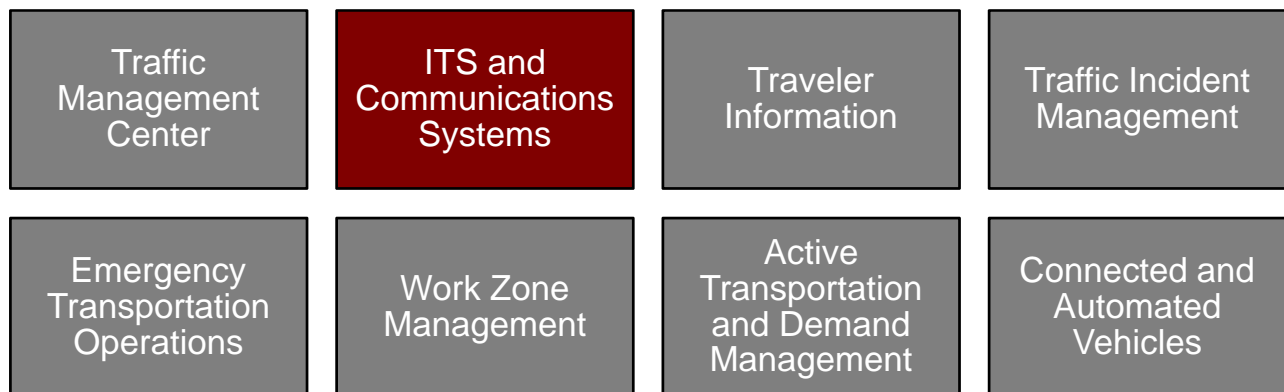 Traffic
Management
Center
ITS and
Communications
Systems
Traveler
Information
Traffic Incident
Management
Emergency
Transportation
Operations
Work Zone
Management
Active
Transportation
and Demand
Management
Connected and
Automated
Vehicles